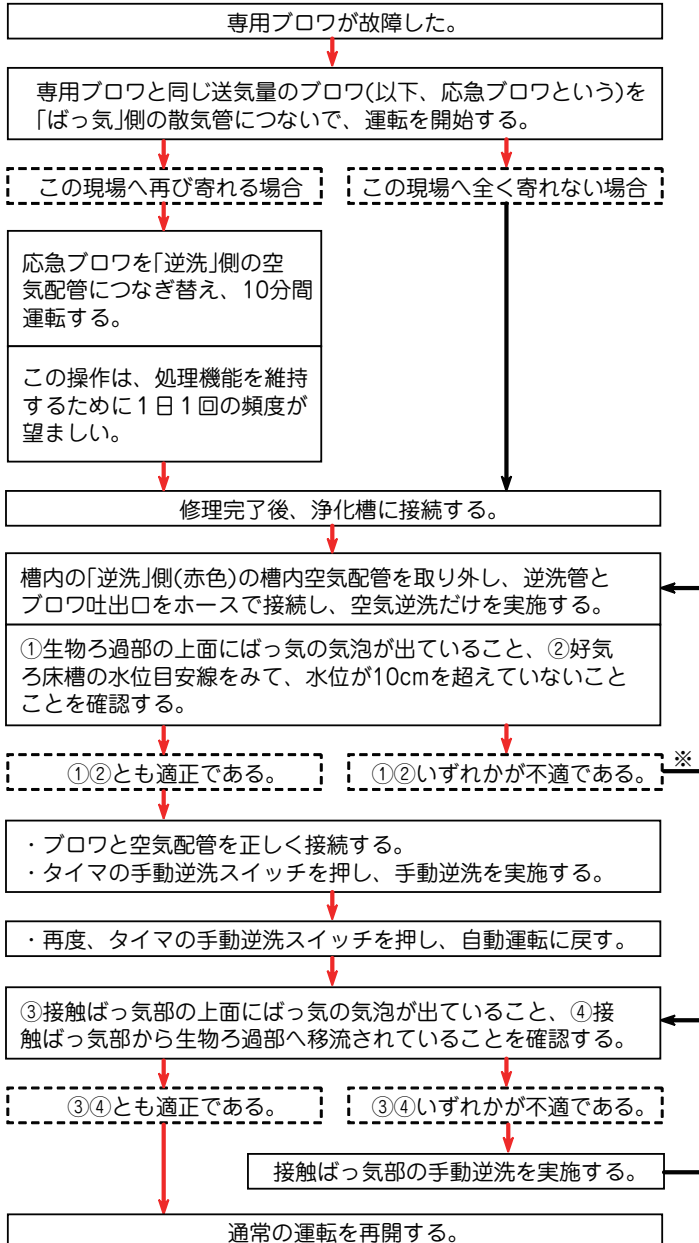 専用ブロワが故障した。
専用ブロワと同じ送気量のブロワ(以下、応急ブロワという)を
「ばっ気」側の散気管につないで、運転を開始する。
この現場へ再び寄れる場合
この現場へ全く寄れない場合
応急ブロワを「逆洗」側の空
気配管につなぎ替え、10分間
運転する。
この操作は、処理機能を維持
するために1日1回の頻度が
望ましい。
修理完了後、浄化槽に接続する。
槽内の「逆洗」側(赤色)の槽内空気配管を取り外し、逆洗管と
ブロワ吐出口をホースで接続し、空気逆洗だけを実施する。
①生物ろ過部の上面にばっ気の気泡が出ていること、②好気
ろ床槽の水位目安線をみて、水位が10cmを超えていないこと
ことを確認する。
①②とも適正である。
①②いずれかが不適である。
※
・ブロワと空気配管を正しく接続する。
・タイマの手動逆洗スイッチを押し、手動逆洗を実施する。
・再度、タイマの手動逆洗スイッチを押し、自動運転に戻す。
③接触ばっ気部の上面にばっ気の気泡が出ていること、④接
触ばっ気部から生物ろ過部へ移流されていることを確認する。
③④とも適正である。
③④いずれかが不適である。
接触ばっ気部の手動逆洗を実施する。
通常の運転を再開する。